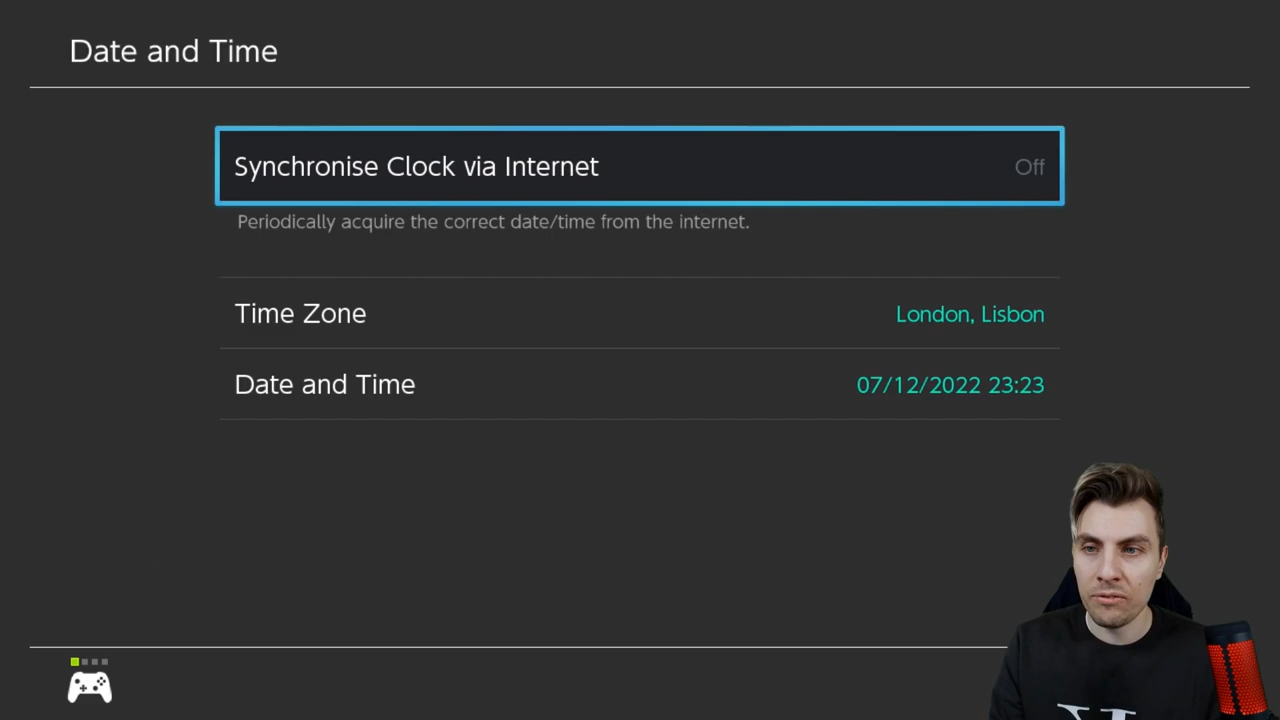 Date and Time
Synchronise Clock via Internet Off
Periodically acquire the correct date/time from the internet.
Time Zone London, Lisbon
Date and Time 07/12/2022 23:23